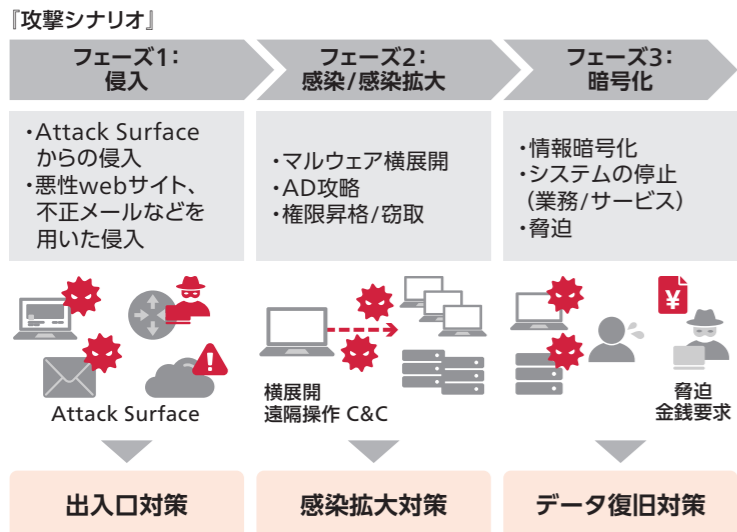 『攻撃シナリオ』
フェーズ1：
侵入
フェーズ2：
感染/感染拡大
フェーズ3：
暗号化
・Attack Surface
からの侵入
・悪性webサイト、
不正メールなどを
用いた侵入
・マルウェア横展開
・AD攻略
・権限昇格/窃取
・情報暗号化
・システムの停止
（業務/サービス）
・脅迫
Attack Surface
横展開
遠隔操作 C&C
¥
脅迫
金銭要求
出入口対策
感染拡大対策
データ復旧対策